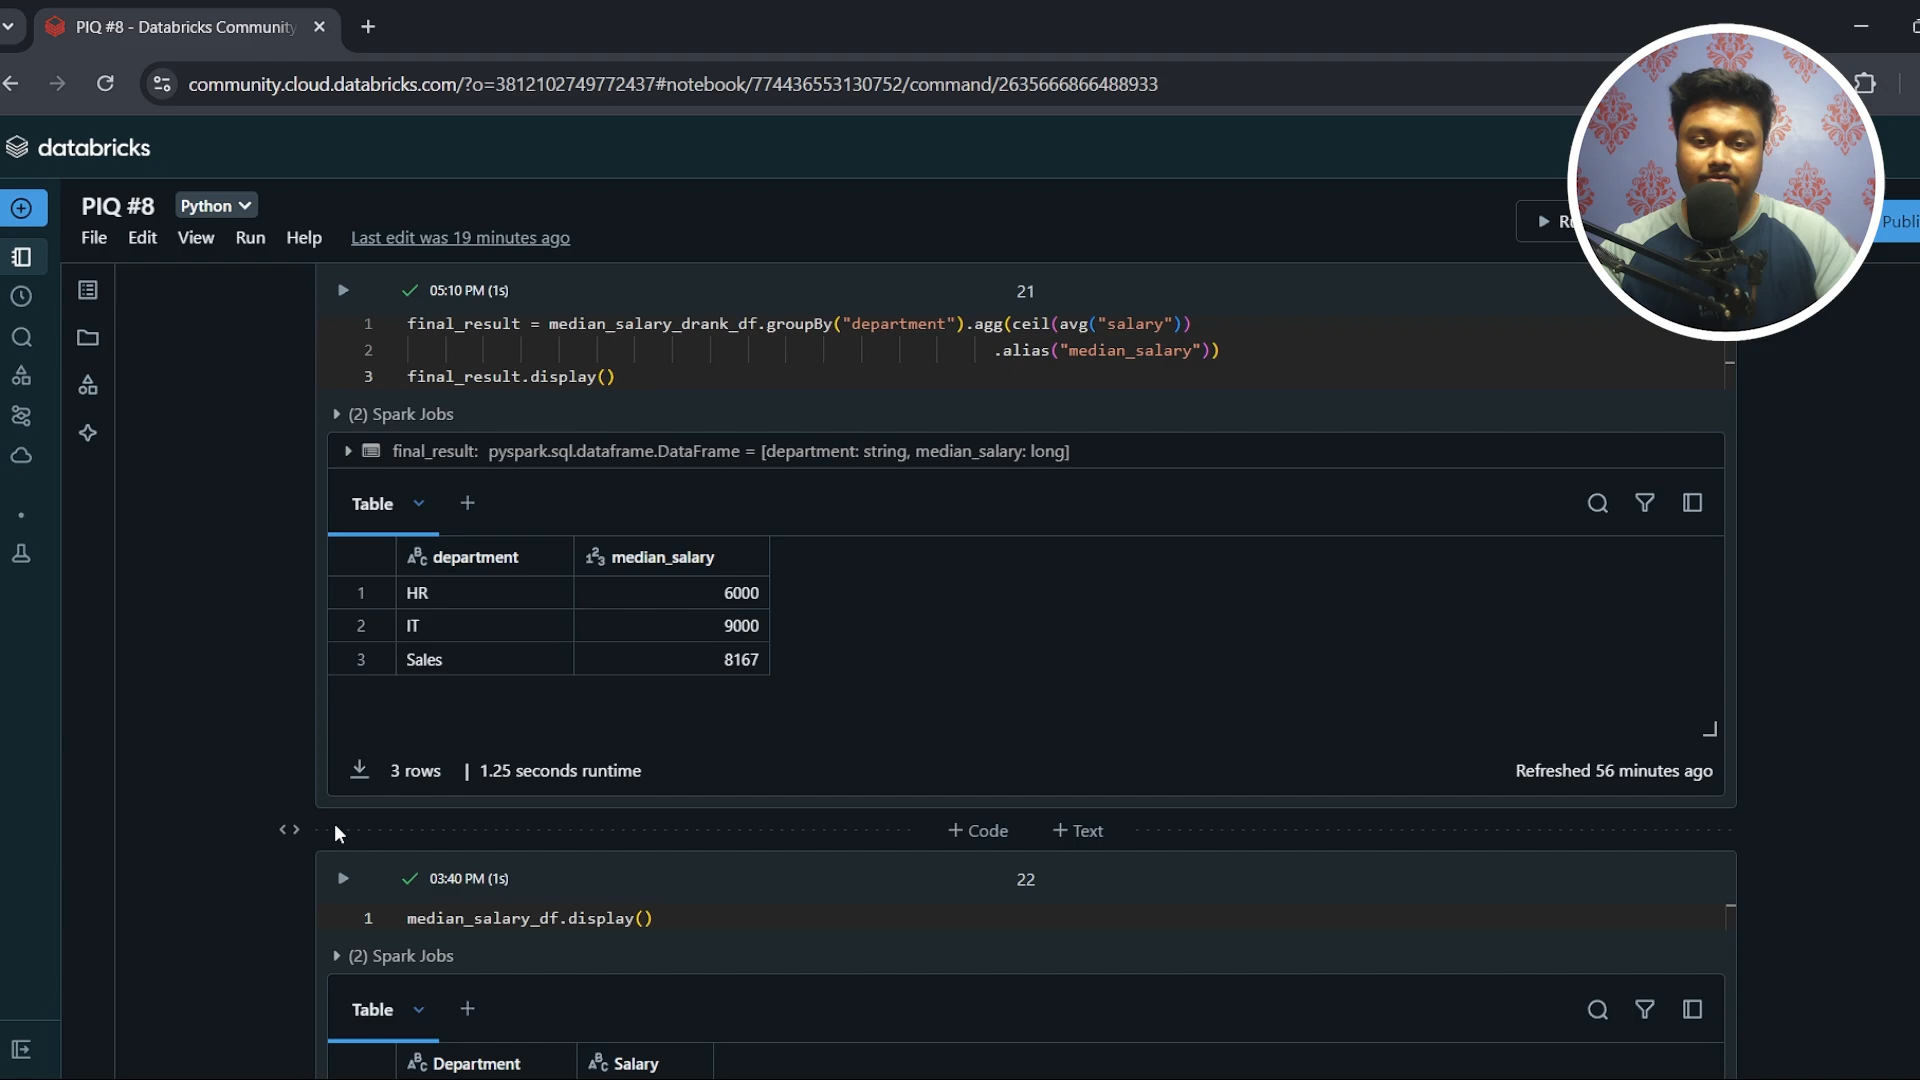 PIQ #8 - Databricks Community
community.cloud.databricks.com/?o=3812102749772437#notebook/774436553130752/command/2635666866488933
databricks
PIQ #8 Python
File Edit View Run Help Last edit was 19 minutes ago
Publi
05:10 PM (1s) 21
1 final_result = median_salary_drank_df.groupBy("department").agg(ceil(avg("salary"))
2 .alias("median_salary"))
3 final_result.display()
(2) Spark Jobs
final_result: pyspark.sql.dataframe.DataFrame = [department: string, median_salary: long]
Table +
ABC department 123 median_salary
1 HR 6000
2 IT 9000
3 Sales 8167
3 rows | 1.25 seconds runtime Refreshed 56 minutes ago
+ Code + Text
03:40 PM (1s) 22
1 median_salary_df.display()
(2) Spark Jobs
Table +
ABC Department ABC Salary